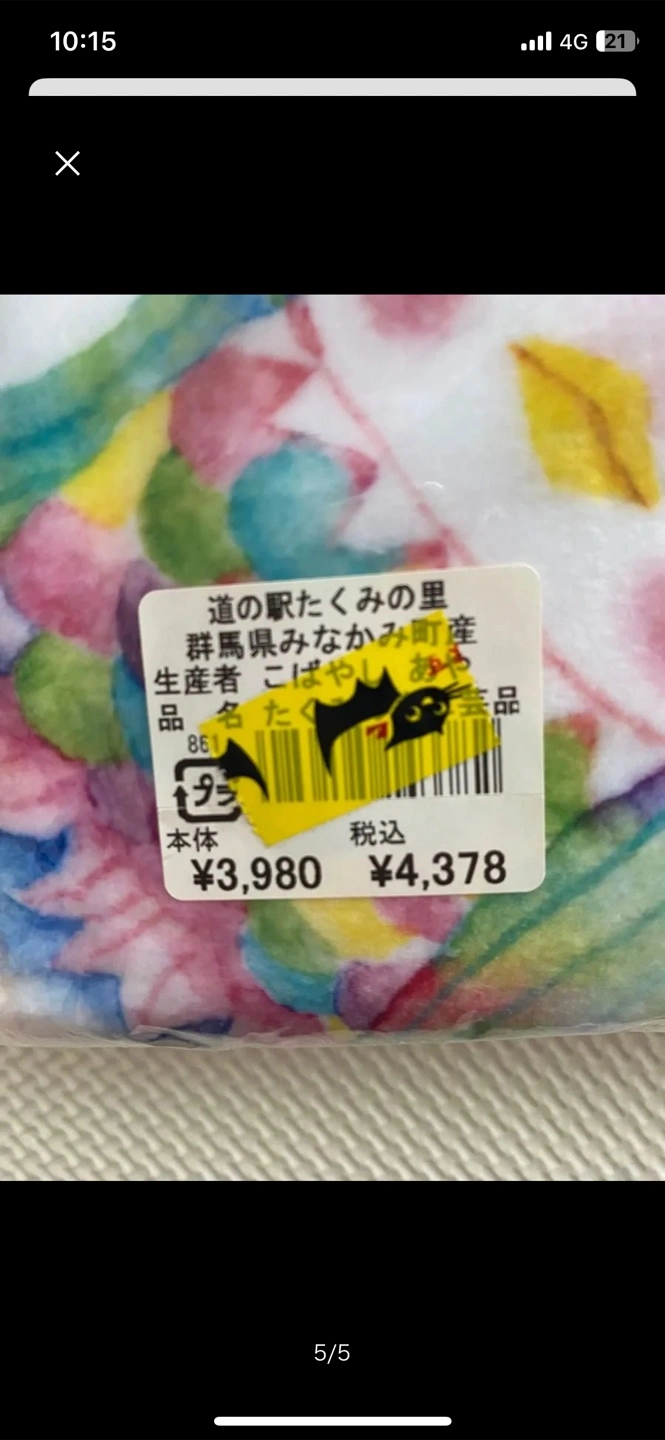 10:15
4G
21
道の駅たくみの里
群馬県みなかみ町産
生産者 こばやし あや
品 名 たく 芸品
861
プラ
本体 税込
¥3,980 ¥4,378
5/5